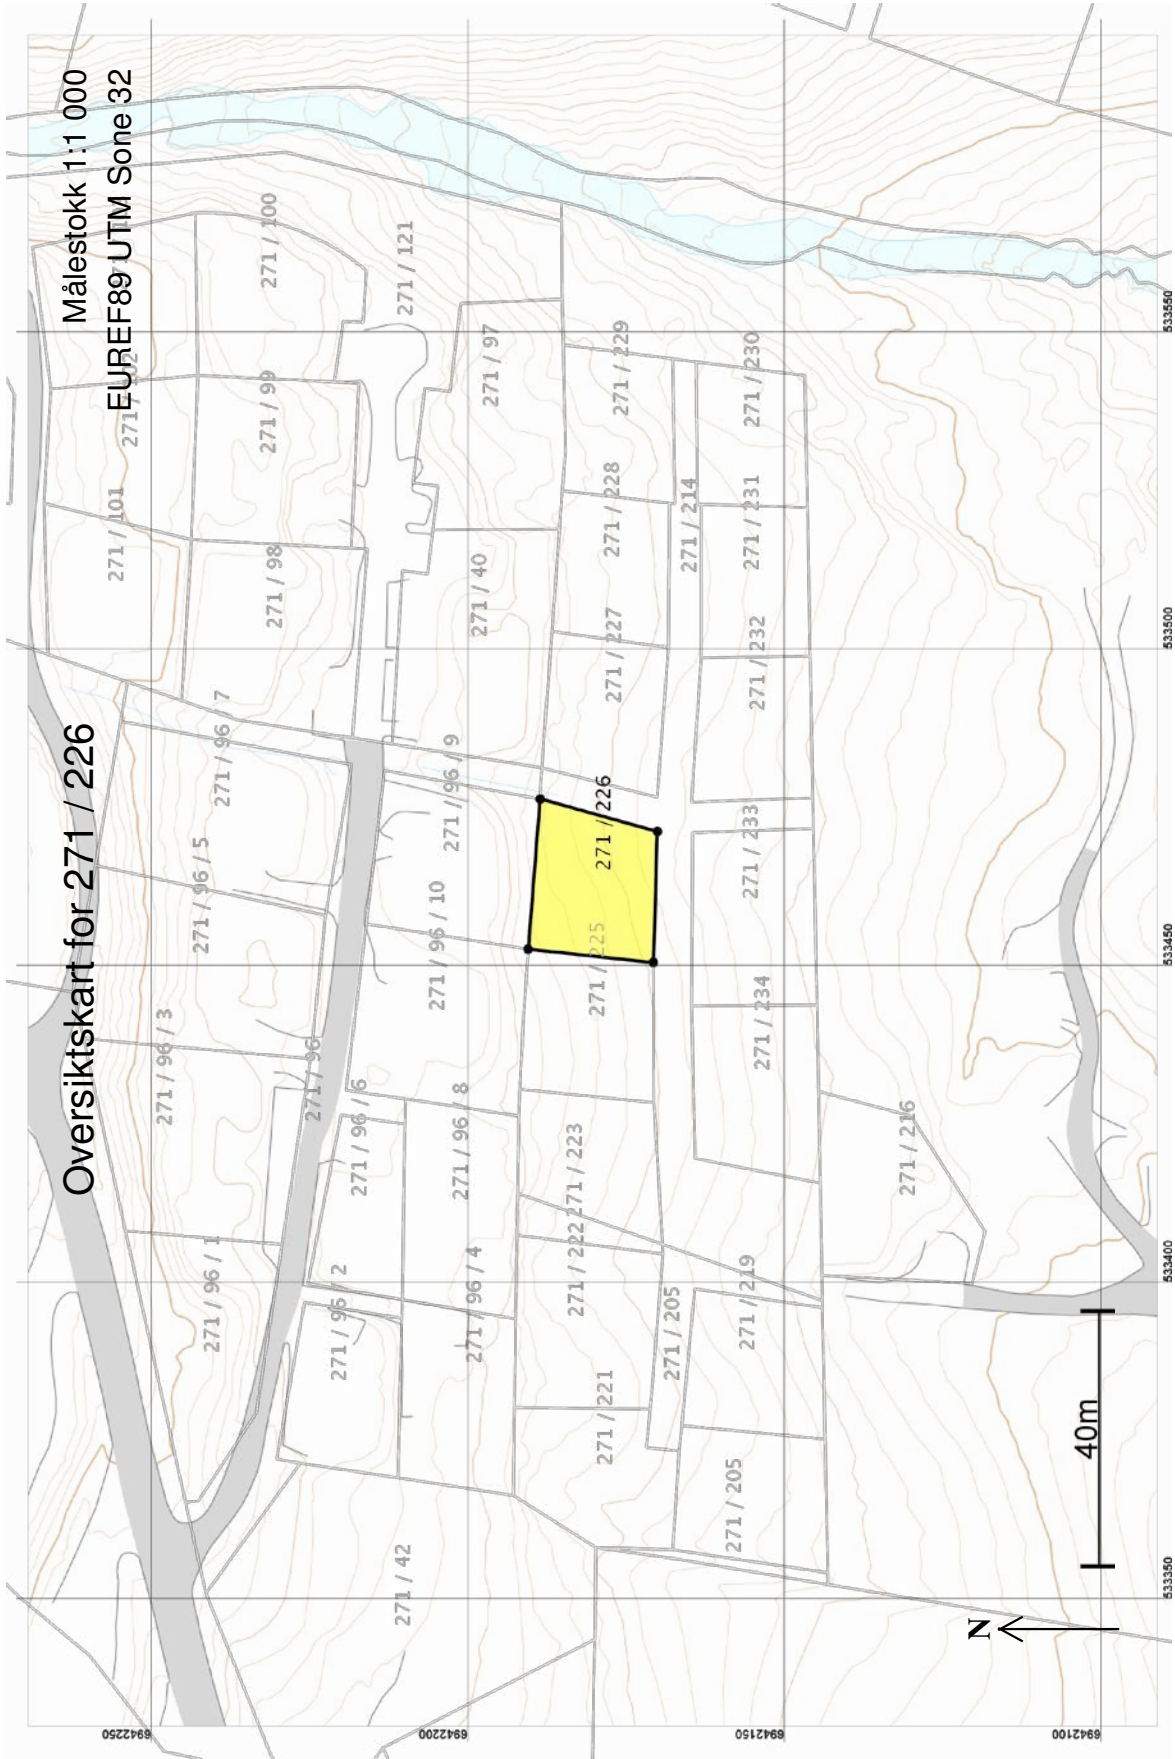 Oversiktskart for 271 / 226
Målestokk 1:1 000
EUREF89 UTM Sone 32
271 / 96 / 1
271 / 96 / 3
271 / 96 / 5
271 / 96 / 7
271 / 101
271 / 100
271 / 99
271 / 98
271 / 121
271 / 96
271 / 96 / 2
271 / 96 / 6
271 / 96 / 10
271 / 96 / 9
271 / 42
271 / 96 / 4
271 / 96 / 8
271 / 40
271 / 97
271 / 221
271 / 222
271 / 223
271 / 225
271 / 226
271 / 227
271 / 228
271 / 229
271 / 205
271 / 214
271 / 205
271 / 219
271 / 234
271 / 233
271 / 232
271 / 231
271 / 230
271 / 216
40m
N
6942250
6942200
6942150
6942100
533350
533400
533450
533500
533550